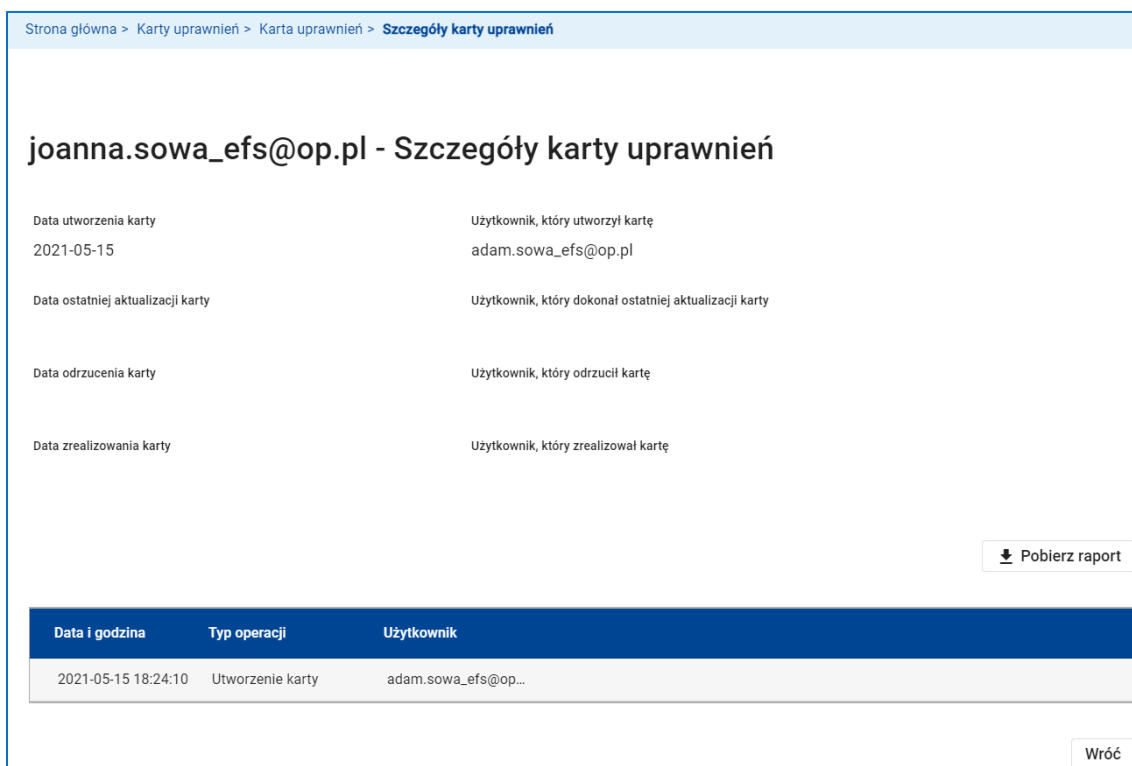 Strona główna > Karty uprawnień > Karta uprawnień > Szczegóły karty uprawnień
joanna.sowa_efs@op.pl - Szczegóły karty uprawnień
Data utworzenia karty Użytkownik, który utworzył kartę
2021-05-15 adam.sowa_efs@op.pl
Data ostatniej aktualizacji karty Użytkownik, który dokonał ostatniej aktualizacji karty
Data odrzucenia karty Użytkownik, który odrzucił kartę
Data zrealizowania karty Użytkownik, który zrealizował kartę
Pobierz raport
Data i godzina Typ operacji Użytkownik
2021-05-15 18:24:10 Utworzenie karty adam.sowa_efs@op...
Wróć